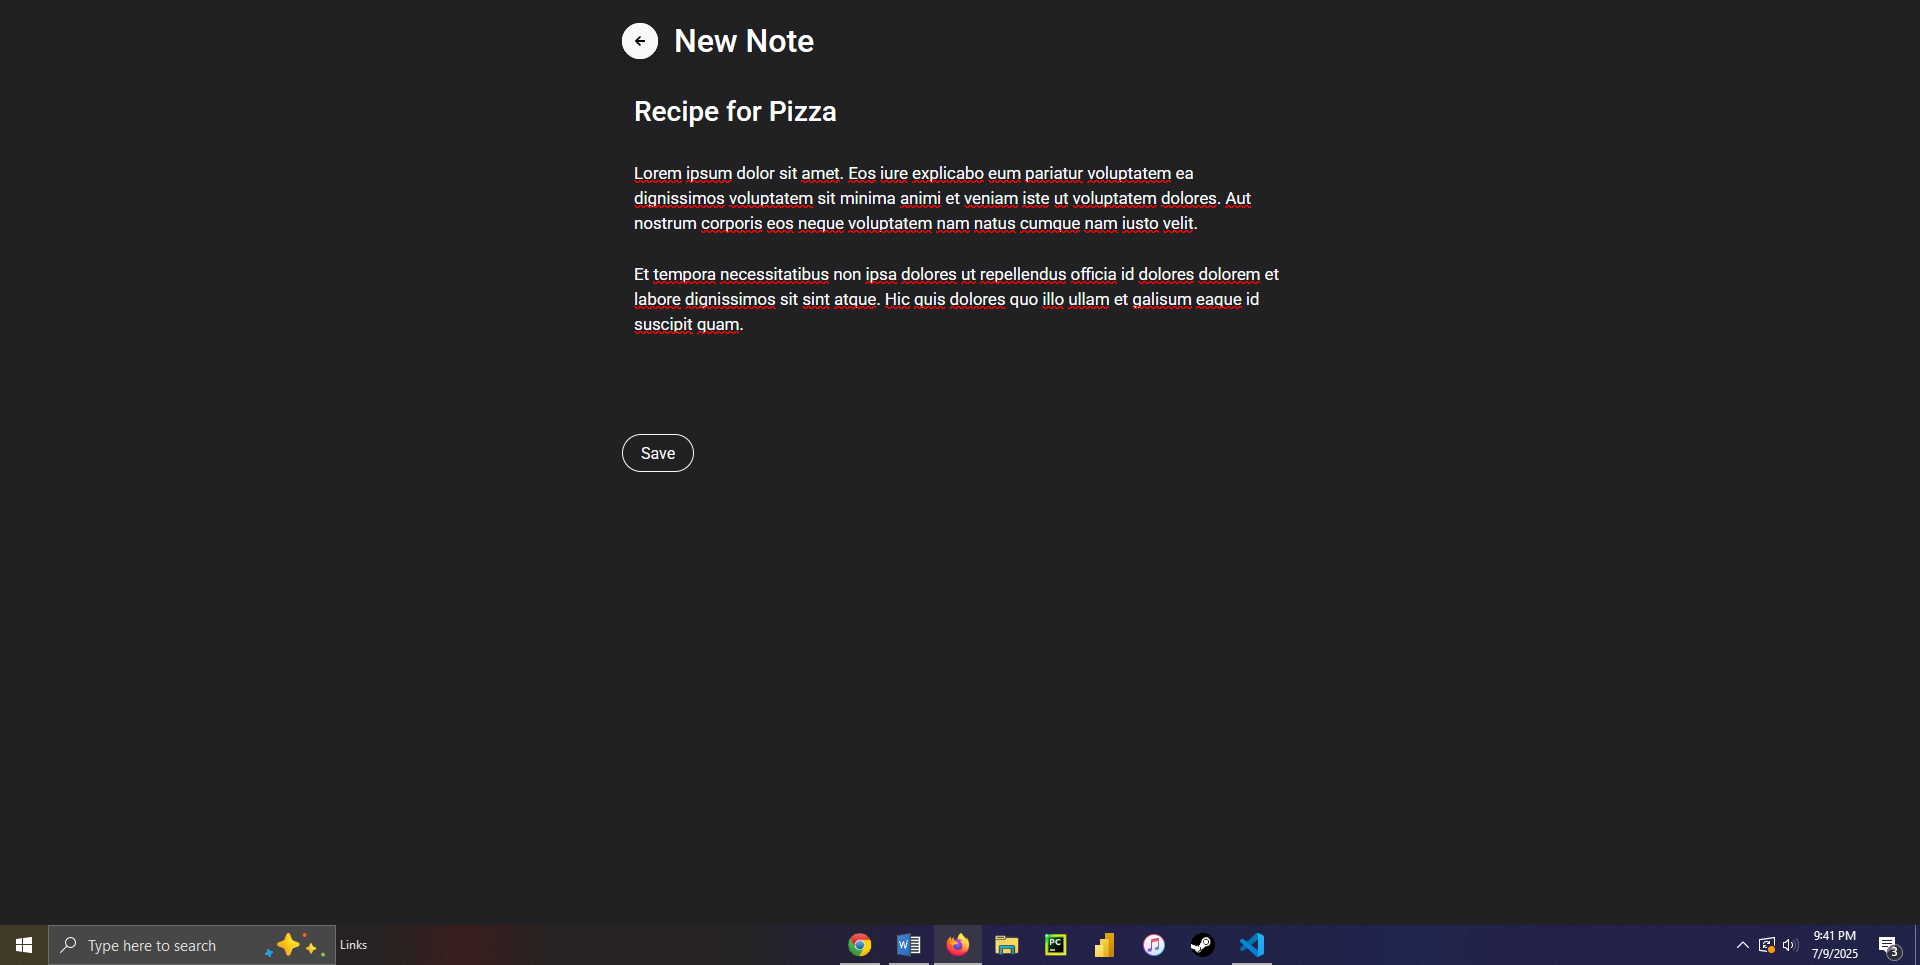 New Note
Recipe for Pizza
Lorem ipsum dolor sit amet. Eos iure explicabo eum pariatur voluptatem ea
dignissimos voluptatem sit minima animi et veniam iste ut voluptatem dolores. Aut
nostrum corporis eos neque voluptatem nam natus cumque nam iusto velit.
Et tempora necessitatibus non ipsa dolores ut repellendus officia id dolores dolorem et
labore dignissimos sit sint atque. Hic quis dolores quo illo ullam et galisum eaque id
suscipit quam.
Save
Type here to search
Links
W
PC
9:41 PM
7/9/2025
3